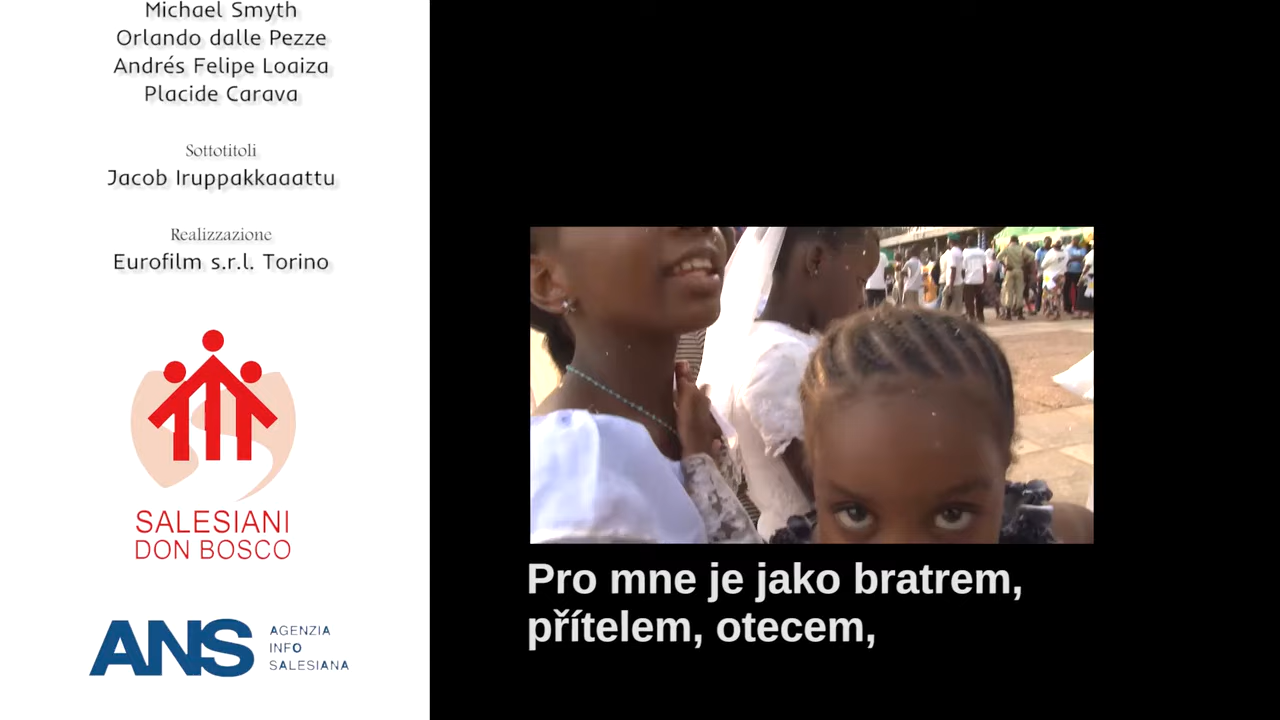 Michael Smyth
Orlando dalle Pezze
Andrés Felipe Loaiza
Placide Carava
Sottotitoli
Jacob Iruppakkaaattu
Realizzazione
Eurofilm s.r.l. Torino
SALESIANI
DON BOSCO
ANS
AGENZIA
INFO
SALESIANA
Pro mne je jako bratrem,
přítelem, otecem,